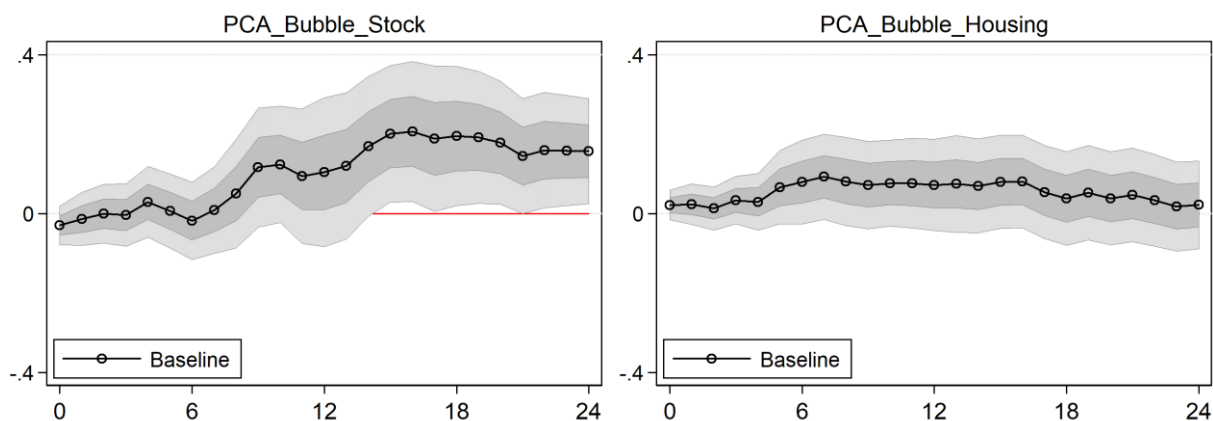 PCA_Bubble_Stock
.4
0
-.4
Baseline
0 6 12 18 24
PCA_Bubble_Housing
.4
0
-.4
Baseline
0 6 12 18 24